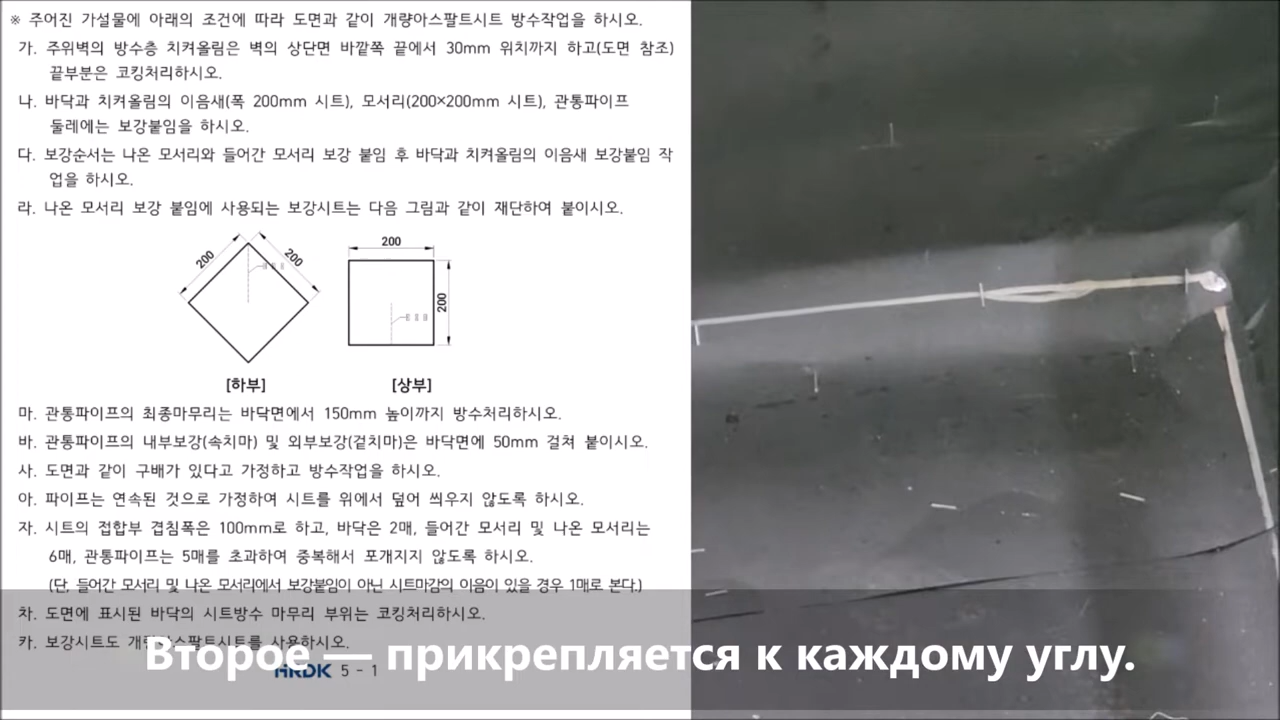 ※ 주어진 가설물에 아래의 조건에 따라 도면과 같이 개량아스팔트시트 방수작업을 하시오.
가. 주위벽의 방수층 치켜올림은 벽의 상단면 바깥쪽 끝에서 30mm 위치까지 하고(도면 참조)
끝부분은 코킹처리하시오.
나. 바닥과 치켜올림의 이음새(폭 200mm 시트), 모서리(200×200mm 시트), 관통파이프
둘레에는 보강붙임을 하시오.
다. 보강순서는 나온 모서리와 들어간 모서리 보강 붙임 후 바닥과 치켜올림의 이음새 보강붙임 작
업을 하시오.
라. 나온 모서리 보강 붙임에 사용되는 보강시트는 다음 그림과 같이 재단하여 붙이시오.
200 200 200
200
[하부] [상부]
마. 관통파이프의 최종마무리는 바닥면에서 150mm 높이까지 방수처리하시오.
바. 관통파이프의 내부보강(속치마) 및 외부보강(겉치마)은 바닥면에 50mm 걸쳐 붙이시오.
사. 도면과 같이 구배가 있다고 가정하고 방수작업을 하시오.
아. 파이프는 연속된 것으로 가정하여 시트를 위에서 덮어 씌우지 않도록 하시오.
자. 시트의 접합부 겹침폭은 100mm로 하고, 바닥은 2매, 들어간 모서리 및 나온 모서리는
6매, 관통파이프는 5매를 초과하여 중복해서 포개지지 않도록 하시오.
(단, 들어간 모서리 및 나온 모서리에서 보강붙임이 아닌 시트마감의 이음이 있을 경우 1매로 본다.)
차. 도면에 표시된 바닥의 시트방수 마무리 부위는 코킹처리하시오.
카. 보강시트도 개량아스팔트시트를 사용하시오.
Второе — прикрепляется к каждому углу.
HRDK 5 - 1